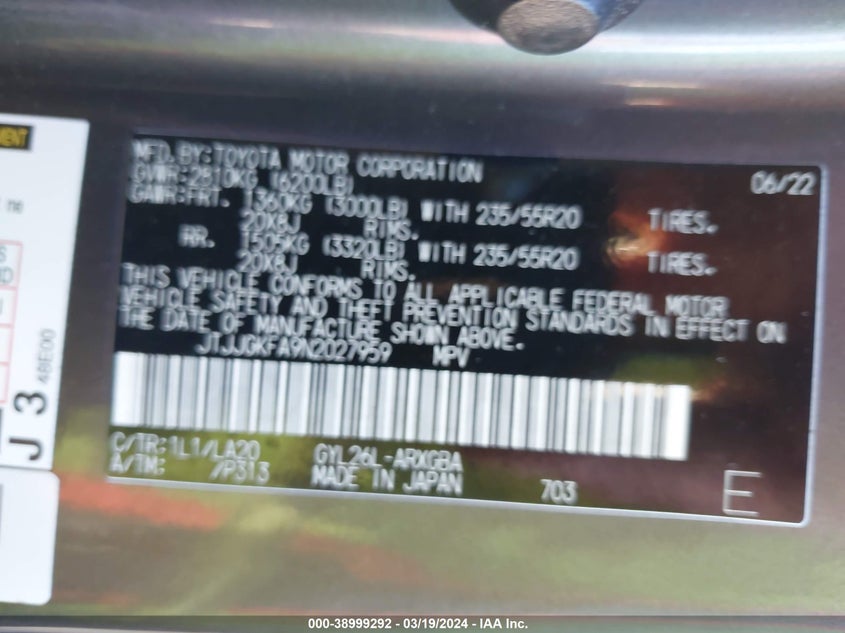 MFD.BY:TOYOTA MOTOR CORPORATION 06/22
GVWR:2810KG (6200LB)
GAWR:FRT. 1360KG (3000LB) WITH 235/55R20 TIRES.
20X8J RIMS.
RR. 1505KG (3320LB) WITH 235/55R20 TIRES.
20X8J RIMS.
THIS VEHICLE CONFORMS TO ALL APPLICABLE FEDERAL MOTOR
VEHICLE SAFETY AND THEFT PREVENTION STANDARDS IN EFFECT ON
THE DATE OF MANUFACTURE SHOWN ABOVE.
JTJJGKFA9N2027959 MPV
C/TR:1L1/LA20 GYL26L-ARXGBA
A/TM: /P313 MADE IN JAPAN 703 E
J 3
48E00
000-38999292 - 03/19/2024 - IAA Inc.